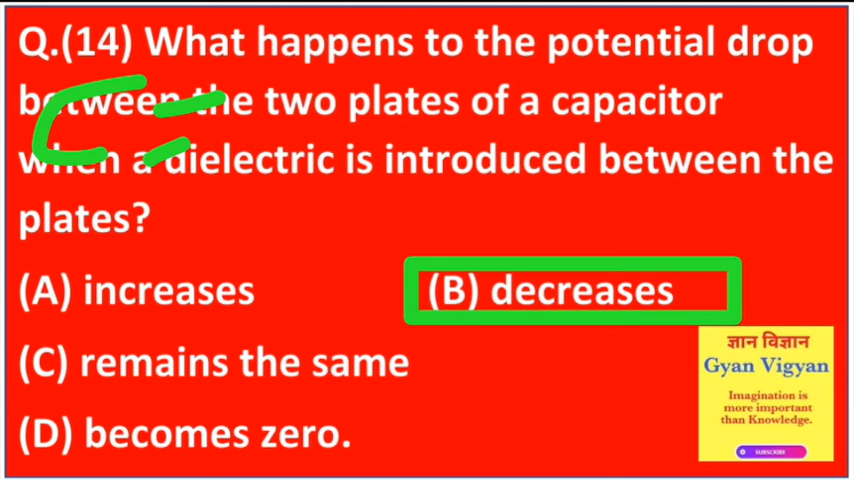 Q.(14) What happens to the potential drop
between the two plates of a capacitor
when a dielectric is introduced between the
plates?
(A) increases (B) decreases
(C) remains the same
(D) becomes zero.
ज्ञान विज्ञान
Gyan Vigyan
Imagination is
more important
than Knowledge.
SUBSCRIBE